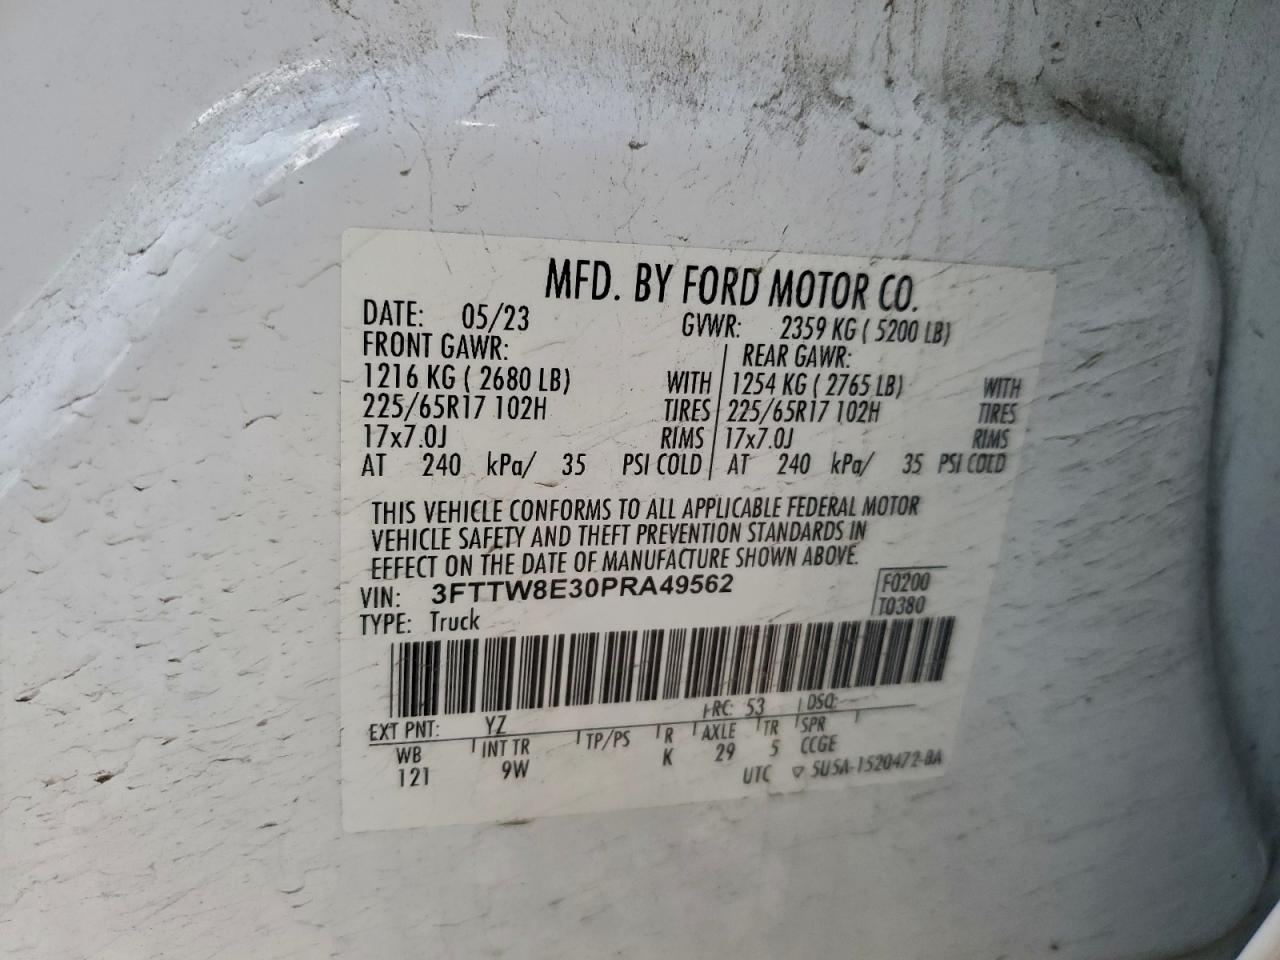 MFD. BY FORD MOTOR CO.
DATE: 05/23 GVWR: 2359 KG ( 5200 LB)
FRONT GAWR: REAR GAWR:
1216 KG ( 2680 LB) WITH 1254 KG ( 2765 LB) WITH
225/65R17 102H TIRES 225/65R17 102H TIRES
17x7.0J RIMS 17x7.0J RIMS
AT 240 kPa/ 35 PSI COLD AT 240 kPa/ 35 PSI COLD
THIS VEHICLE CONFORMS TO ALL APPLICABLE FEDERAL MOTOR
VEHICLE SAFETY AND THEFT PREVENTION STANDARDS IN
EFFECT ON THE DATE OF MANUFACTURE SHOWN ABOVE.
VIN: 3FTTW8E30PRA49562 F0200
TYPE: Truck T0380
EXT PNT: YZ RC: 53 DSO:
WB INT TR TP/PS R AXLE TR SPR
121 9W K 29 5 CCGE
UTC ▽ 5U5A-1520472-BA